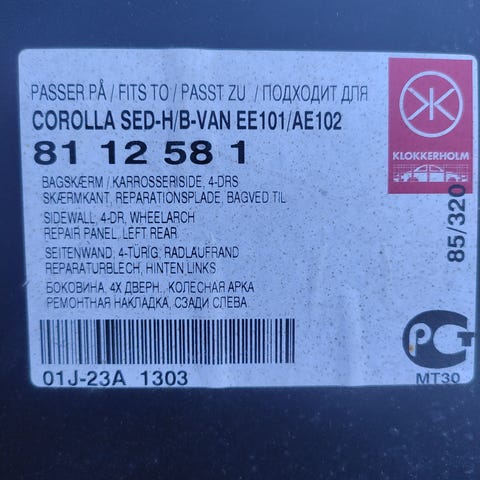 PASSER PÅ / FITS TO / PASST ZU / ПОДХОДИТ ДЛЯ
COROLLA SED-H/B-VAN EE101/AE102
81 12 58 1
BAGSKÆRM / KARROSSERISIDE, 4-DRS
SKÆRMKANT, REPARATIONSPLADE, BAGVED TIL
SIDEWALL, 4-DR, WHEELARCH
REPAIR PANEL, LEFT REAR
SEITENWAND, 4-TÜRIG, RADLAUFRAND
REPARATURBLECH, HINTEN LINKS
БОКОВИНА, 4Х ДВЕРН., КОЛЕСНАЯ АРКА
РЕМОНТНАЯ НАКЛАДКА, СЗАДИ СЛЕВА
01J-23A 1303
KLOKKERHOLM
85/320
РСТ
MT30